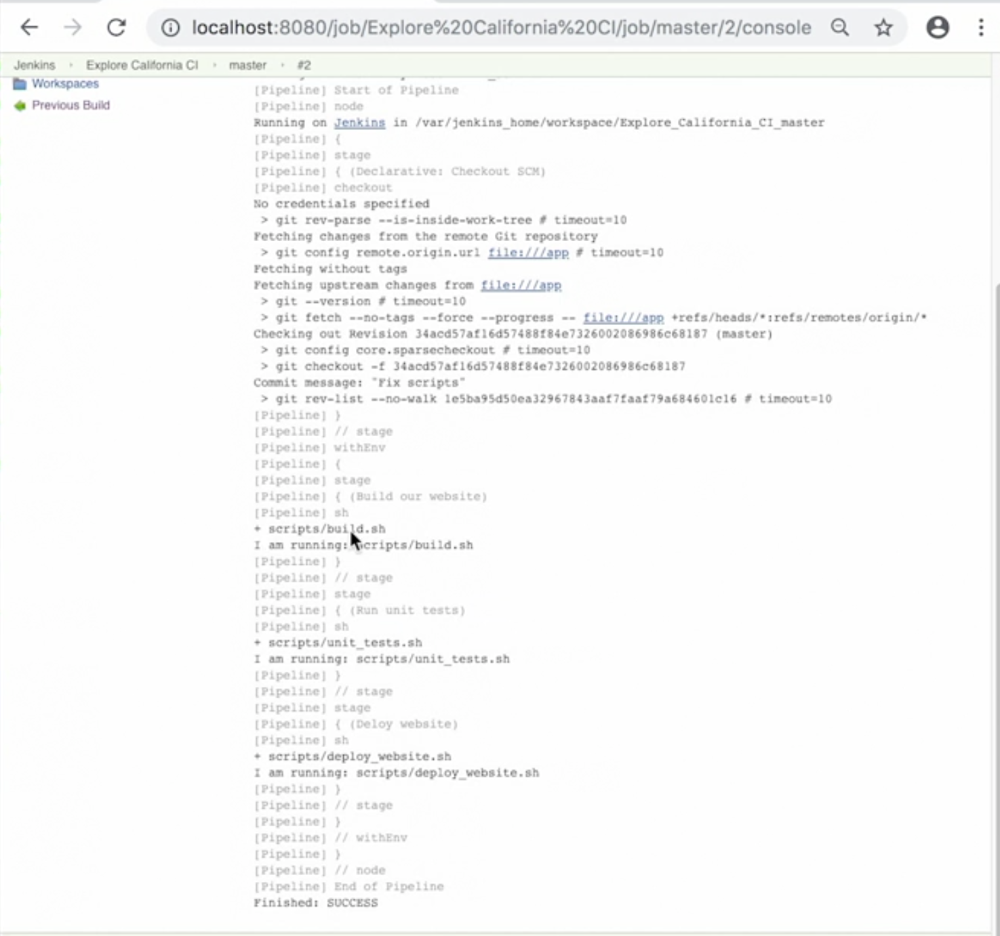 localhost:8080/job/Explore%20California%20CI/job/master/2/console
Jenkins Explore California CI master #2
Workspaces
Previous Build
[Pipeline] Start of Pipeline
[Pipeline] node
Running on Jenkins in /var/jenkins_home/workspace/Explore_California_CI_master
[Pipeline] {
[Pipeline] stage
[Pipeline] { (Declarative: Checkout SCM)
[Pipeline] checkout
No credentials specified
> git rev-parse --is-inside-work-tree # timeout=10
Fetching changes from the remote Git repository
> git config remote.origin.url file:///app # timeout=10
Fetching without tags
Fetching upstream changes from file:///app
> git --version # timeout=10
> git fetch --no-tags --force --progress -- file:///app +refs/heads/*:refs/remotes/origin/*
Checking out Revision 34acd57af16d57488f84e7326002086986c68187 (master)
> git config core.sparsecheckout # timeout=10
> git checkout -f 34acd57af16d57488f84e7326002086986c68187
Commit message: "Fix scripts"
> git rev-list --no-walk 1e5ba95d50ea32967843aaf7faaf79a684601c16 # timeout=10
[Pipeline] }
[Pipeline] // stage
[Pipeline] withEnv
[Pipeline] {
[Pipeline] stage
[Pipeline] { (Build our website)
[Pipeline] sh
+ scripts/build.sh
I am running: scripts/build.sh
[Pipeline] }
[Pipeline] // stage
[Pipeline] stage
[Pipeline] { (Run unit tests)
[Pipeline] sh
+ scripts/unit_tests.sh
I am running: scripts/unit_tests.sh
[Pipeline] }
[Pipeline] // stage
[Pipeline] stage
[Pipeline] { (Deloy website)
[Pipeline] sh
+ scripts/deploy_website.sh
I am running: scripts/deploy_website.sh
[Pipeline] }
[Pipeline] // stage
[Pipeline] }
[Pipeline] // withEnv
[Pipeline] }
[Pipeline] // node
[Pipeline] End of Pipeline
Finished: SUCCESS